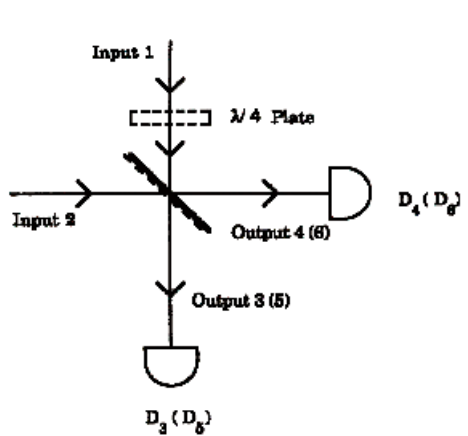 Input 1
λ/4 Plate
Input 2
D4(D6)
Output 4(6)
Output 3(5)
D3(D5)